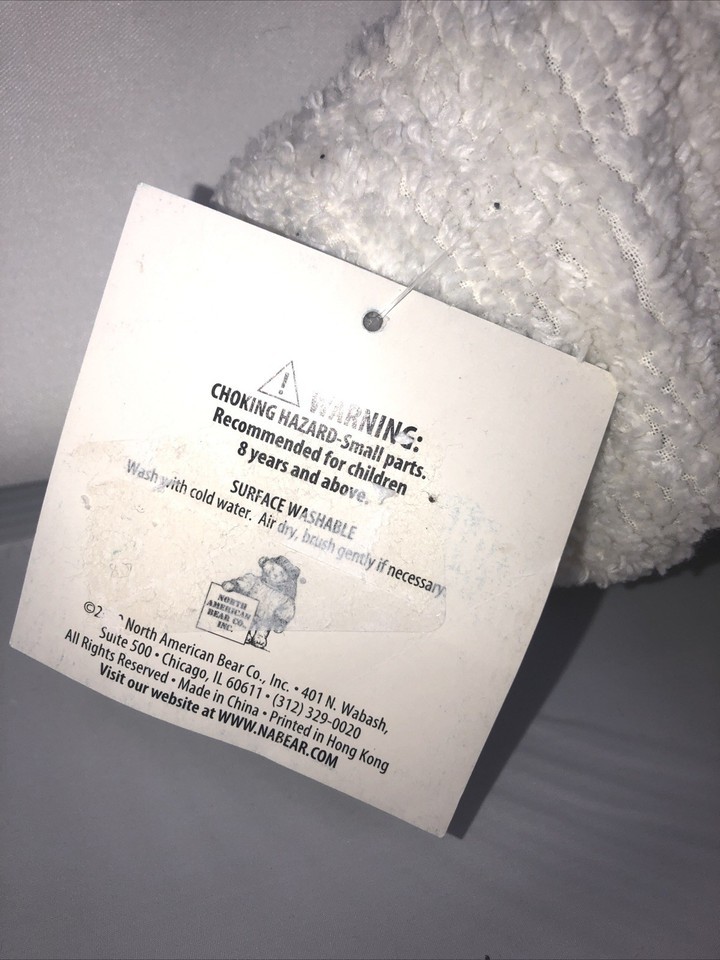 ! WARNING:
CHOKING HAZARD-Small parts.
Recommended for children
8 years and above.
SURFACE WASHABLE
Wash with cold water. Air dry, brush gently if necessary.
NORTH
AMERICAN
BEAR CO.
INC.
® 
© North American Bear Co., Inc. • 401 N. Wabash,
Suite 500 • Chicago, IL 60611 • (312) 329-0020
All Rights Reserved • Made in China • Printed in Hong Kong
Visit our website at WWW.NABEAR.COM